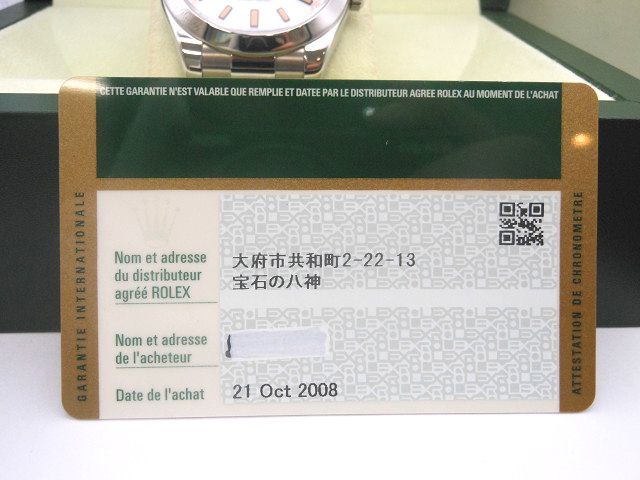 CETTE GARANTIE N'EST VALABLE QUE REMPLIE ET DATEE PAR LE DISTRIBUTEUR AGREE ROLEX AU MOMENT DE L'ACHAT
GARANTIE INTERNATIONALE
Nom et adresse
du distributeur
agréé ROLEX
大府市共和町2-22-13
宝石の八神
Nom et adresse
de l'acheteur
Date de l'achat
21 Oct 2008
ATTESTATION DE CHRONOMETRE